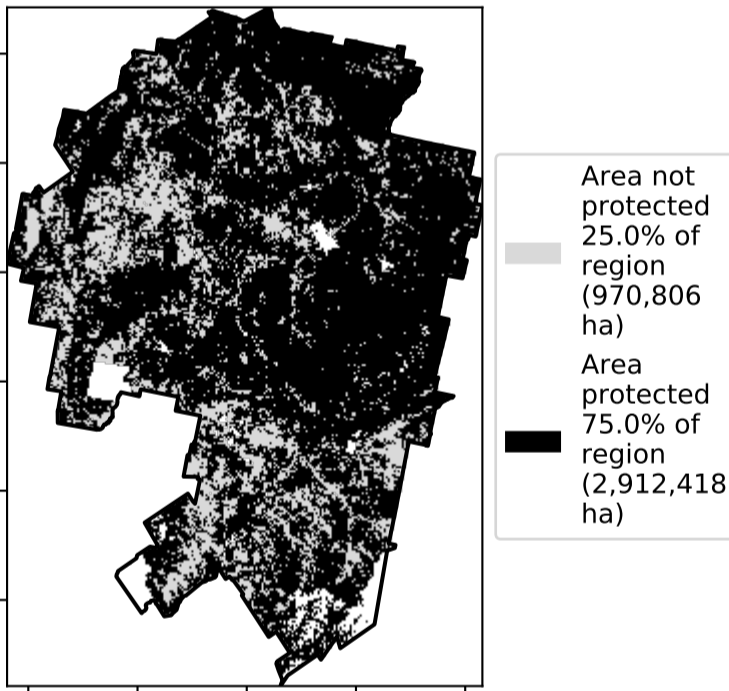 Area not
protected
25.0% of
region
(970,806
ha)
Area
protected
75.0% of
region
(2,912,418
ha)